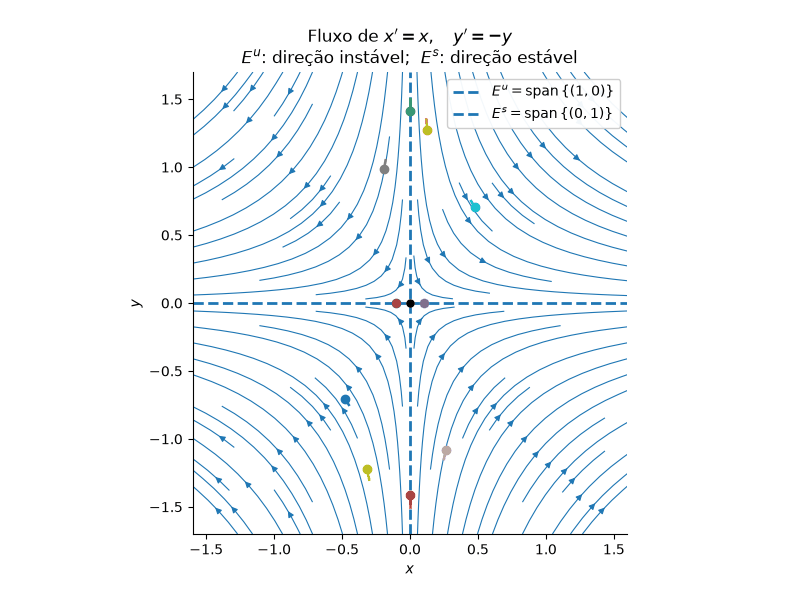 Fluxo de x′ = x, y′ = −y
E^u: direção instável; E^s: direção estável
E^u = span {(1, 0)}
E^s = span {(0, 1)}
1.5
1.0
0.5
0.0
−0.5
−1.0
−1.5
y
−1.5 −1.0 −0.5 0.0 0.5 1.0 1.5
x